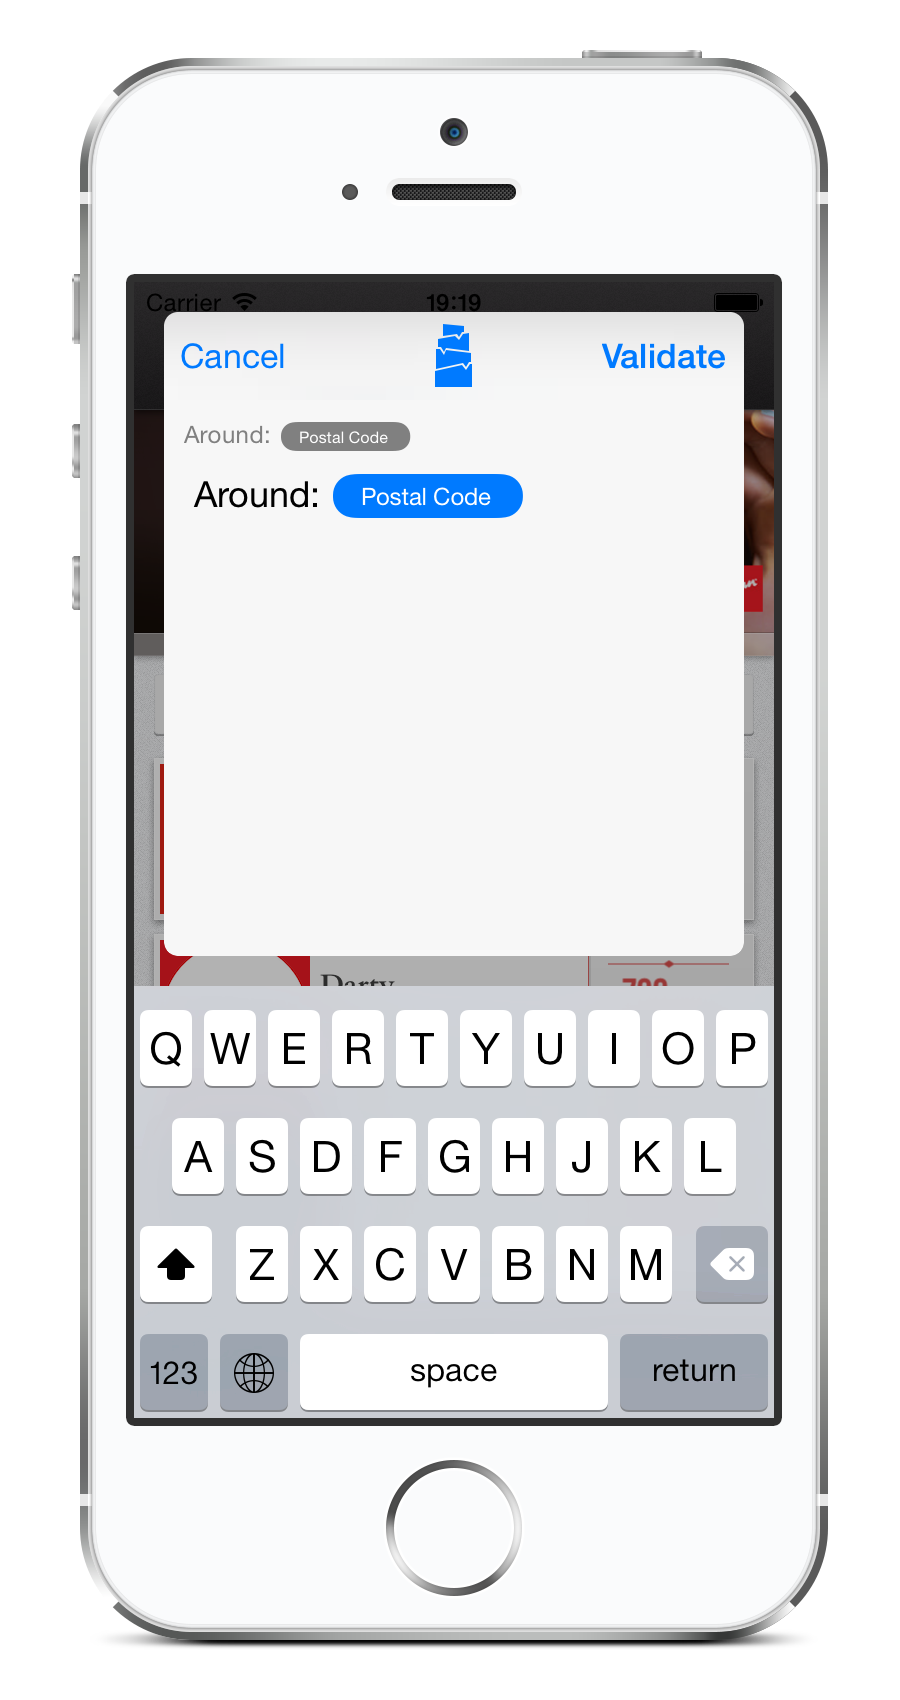 Carrier 19:19
Cancel Validate
Around: Postal Code
Around: Postal Code
Darty
Q W E R T Y U I O P
A S D F G H J K L
Z X C V B N M
123 space return